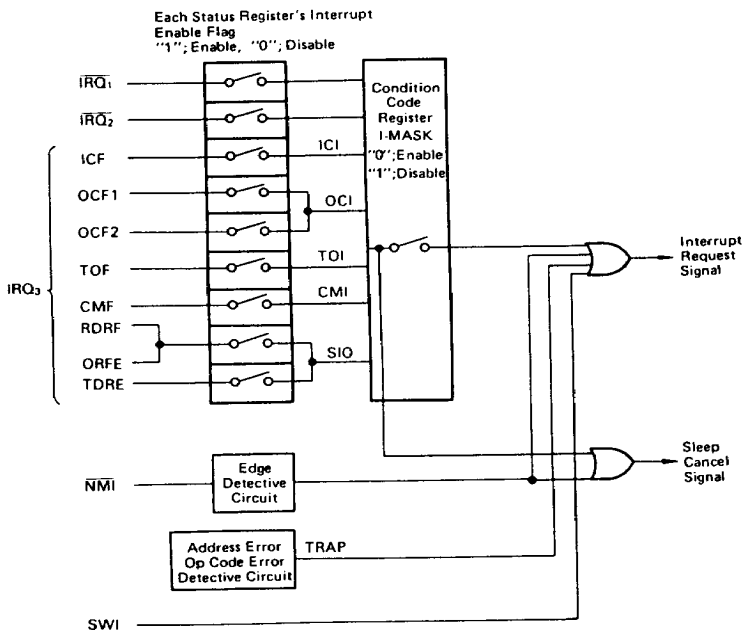 Each Status Register's Interrupt
Enable Flag
"1"; Enable, "0"; Disable
IRQ1
IRQ2
ICF
OCF1
OCF2
TOF
CMF
RDRF
ORFE
TDRE
IRQ3
ICI
OCI
TOI
CMI
SIO
Condition
Code
Register
I-MASK
"0"; Enable
"1"; Disable
Interrupt
Request
Signal
Sleep
Cancel
Signal
NMI
Edge
Detective
Circuit
Address Error
Op Code Error
Detective Circuit
TRAP
SWI